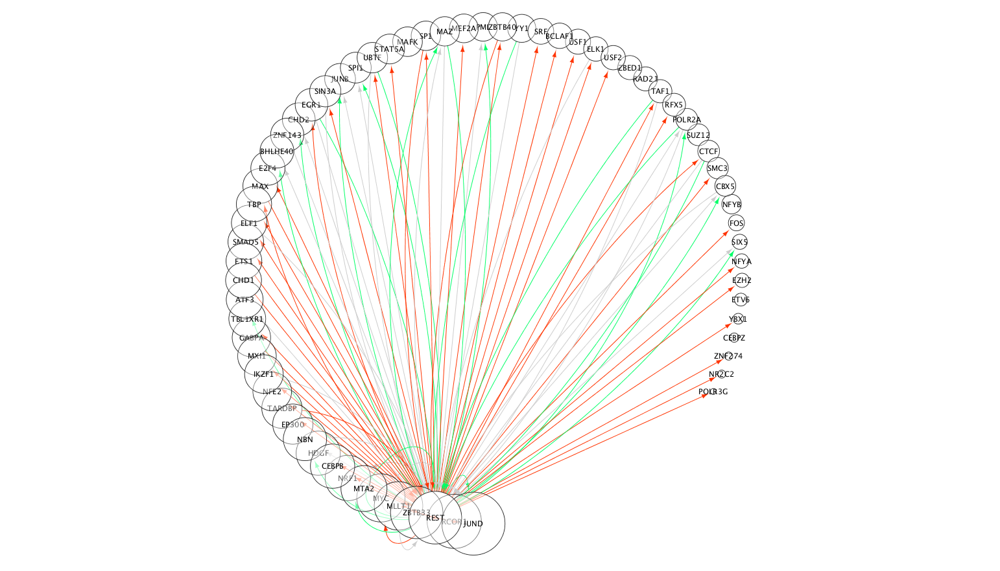 MAZ
MEF2A
PML
ZBTB40
YY1
SRF
BCLAF1
USF1
ELK1
USF2
ZBED1
RAD21
TAF1
RFX5
POLR2A
SUZ12
CTCF
SMC3
CBX5
NFYB
FOS
SIX5
NFYA
EZH2
ETV6
YBX1
CEBPZ
ZNF274
NR2C2
POLR3G
JUND
RCOR1
REST
ZBTB33
MLLT1
MYC
MTA2
NRF1
CEBPB
HDGF
NBN
EP300
TARDBP
NFE2
IKZF1
MXI1
GABPA
TBL1XR1
ATF3
CHD1
ETS1
SMAD5
ELF1
TBP
MAX
E2F4
BHLHE40
ZNF143
CHD2
EGR1
SIN3A
JUNB
SPI1
UBTF
STAT5A
MAFK
SP1